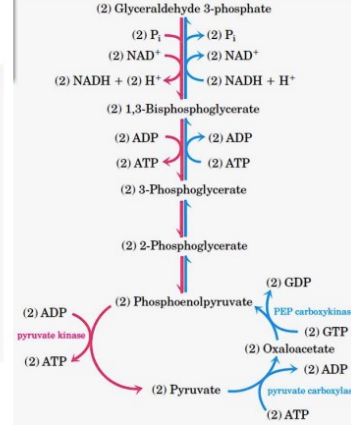 (2) Glyceraldehyde 3-phosphate
(2) Pi
(2) Pi
(2) NAD+
(2) NAD+
(2) NADH + (2) H+
(2) NADH + H+
(2) 1,3-Bisphosphoglycerate
(2) ADP
(2) ADP
(2) ATP
(2) ATP
(2) 3-Phosphoglycerate
(2) 2-Phosphoglycerate
(2) GDP
(2) Phosphoenolpyruvate
(2) ADP
PEP carboxykinas
pyruvate kinase
(2) GTP
(2) Oxaloacetate
(2) ATP
(2) ADP
(2) Pyruvate
pyruvate carboxylas
(2) ATP